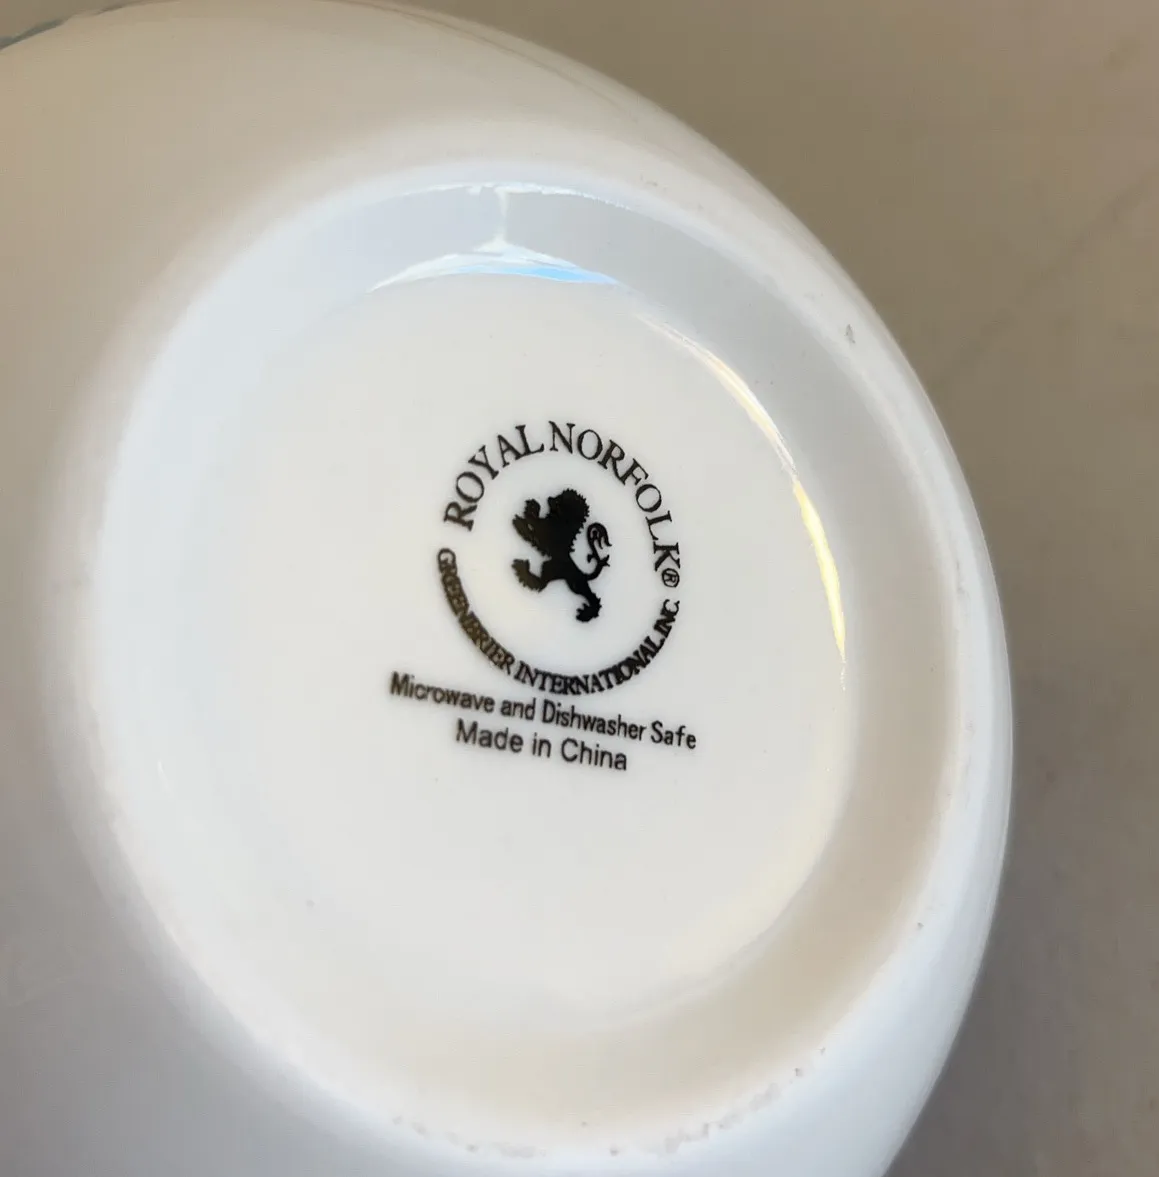 ROYAL NORFOLK®
GREENBRIER INTERNATIONAL, INC.
Microwave and Dishwasher Safe
Made in China